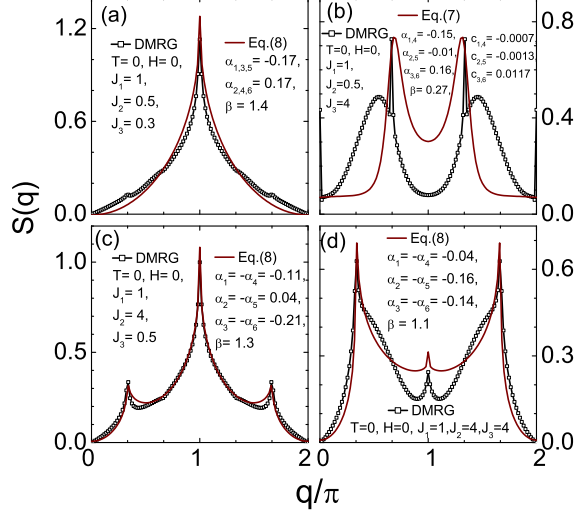 (a)
DMRG
T=0, H=0,
J₁= 1,
J₂= 0.5,
J₃= 0.3
Eq.(8)
α₁,₃,₅= -0.17,
α₂,₄,₆= 0.17,
β= 1.4
1.2
0.6
0.0
(b)
DMRG
T=0, H=0,
J₁=1,
J₂=0.5,
J₃=4
Eq.(7)
α₁,₄= -0.15,
α₂,₅= -0.01,
α₃,₆= 0.16,
β= 0.27,
c₁,₄= -0.0007,
c₂,₅= -0.0013,
c₃,₆= 0.0117
0.8
0.4
0.0
S(q)
(c)
DMRG
T= 0, H= 0,
J₁= 1,
J₂= 4,
J₃= 0.5
Eq.(8)
α₁= -α₄= -0.11,
α₂= -α₅= 0.04,
α₃= -α₆= -0.21,
β= 1.3
1.0
0.5
0.0
(d)
Eq.(8)
α₁= -α₄= -0.04,
α₂= -α₅= -0.16,
α₃= -α₆= -0.14,
β= 1.1
DMRG
T=0, H=0, J₁=1,J₂=4,J₃=4
0.6
0.3
0.0
0 1 2 0 1 2
q/π q/π